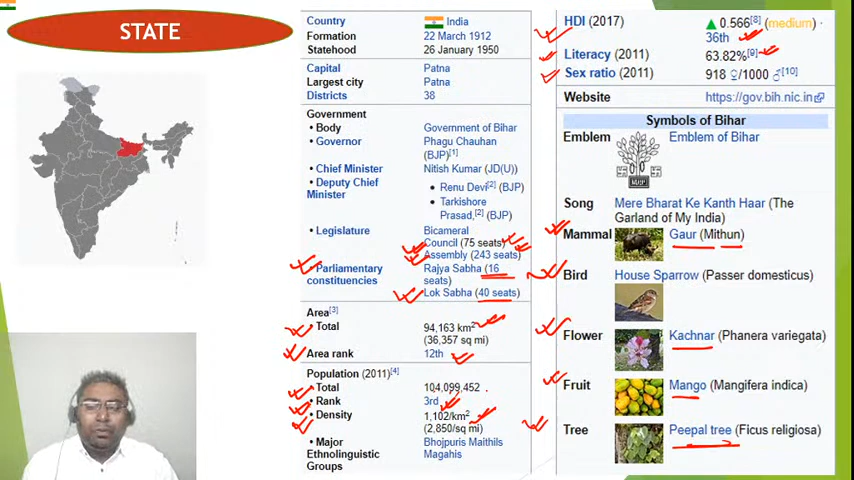 STATE
Country India
Formation 22 March 1912
Statehood 26 January 1950
Capital Patna
Largest city Patna
Districts 38
Government
• Body Government of Bihar
• Governor Phagu Chauhan
(BJP)[1]
• Chief Minister Nitish Kumar (JD(U))
• Deputy Chief
Minister
• Renu Devi[2] (BJP)
• Tarkishore
Prasad,[2] (BJP)
• Legislature Bicameral
Council (75 seats)
Assembly (243 seats)
• Parliamentary
constituencies
Rajya Sabha (16
seats)
Lok Sabha (40 seats)
Area[3]
• Total 94,163 km²
(36,357 sq mi)
Area rank 12th
Population (2011)[4]
• Total 104,099,452
• Rank 3rd
• Density 1,102/km²
(2,850/sq mi)
• Major
Ethnolinguistic
Groups
Bhojpuris Maithils
Magahis
HDI (2017) ▲ 0.566[8] (medium) ·
36th
Literacy (2011) 63.82%[9]
Sex ratio (2011) 918 ♀/1000 ♂[10]
Website https://gov.bih.nic.in
Symbols of Bihar
Emblem Emblem of Bihar
Song Mere Bharat Ke Kanth Haar (The
Garland of My India)
Mammal Gaur (Mithun)
Bird House Sparrow (Passer domesticus)
Flower Kachnar (Phanera variegata)
Fruit Mango (Mangifera indica)
Tree Peepal tree (Ficus religiosa)